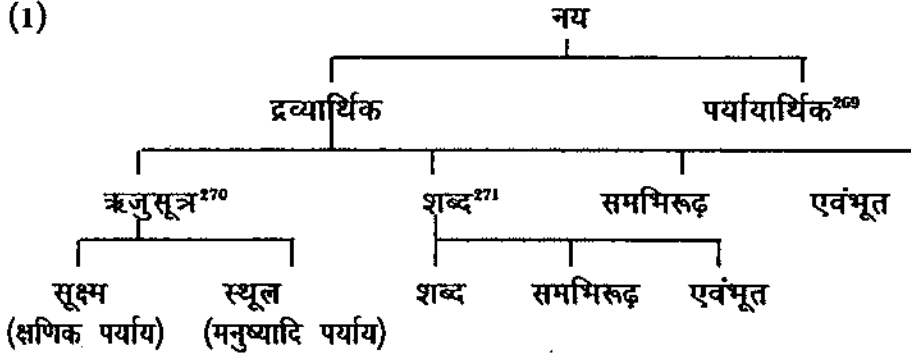 (1) नय
द्रव्यार्थिक पर्यायार्थिक²⁶⁹
ऋजुसूत्र²⁷⁰ शब्द²⁷¹ समभिरूढ़ एवंभूत
सूक्ष्म स्थूल शब्द समभिरूढ़ एवंभूत
(क्षणिक पर्याय) (मनुष्यादि पर्याय)